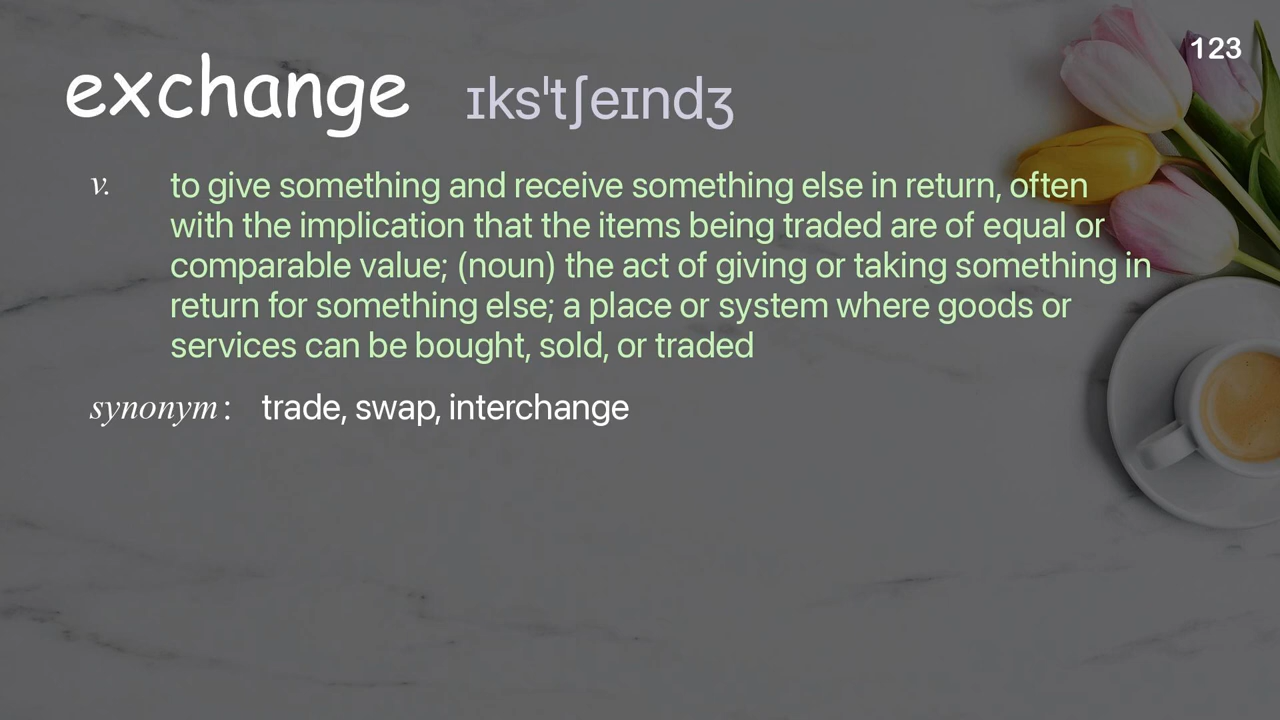 123
exchange ɪksˈtʃeɪndʒ
v. to give something and receive something else in return, often
with the implication that the items being traded are of equal or
comparable value; (noun) the act of giving or taking something in
return for something else; a place or system where goods or
services can be bought, sold, or traded
synonym: trade, swap, interchange